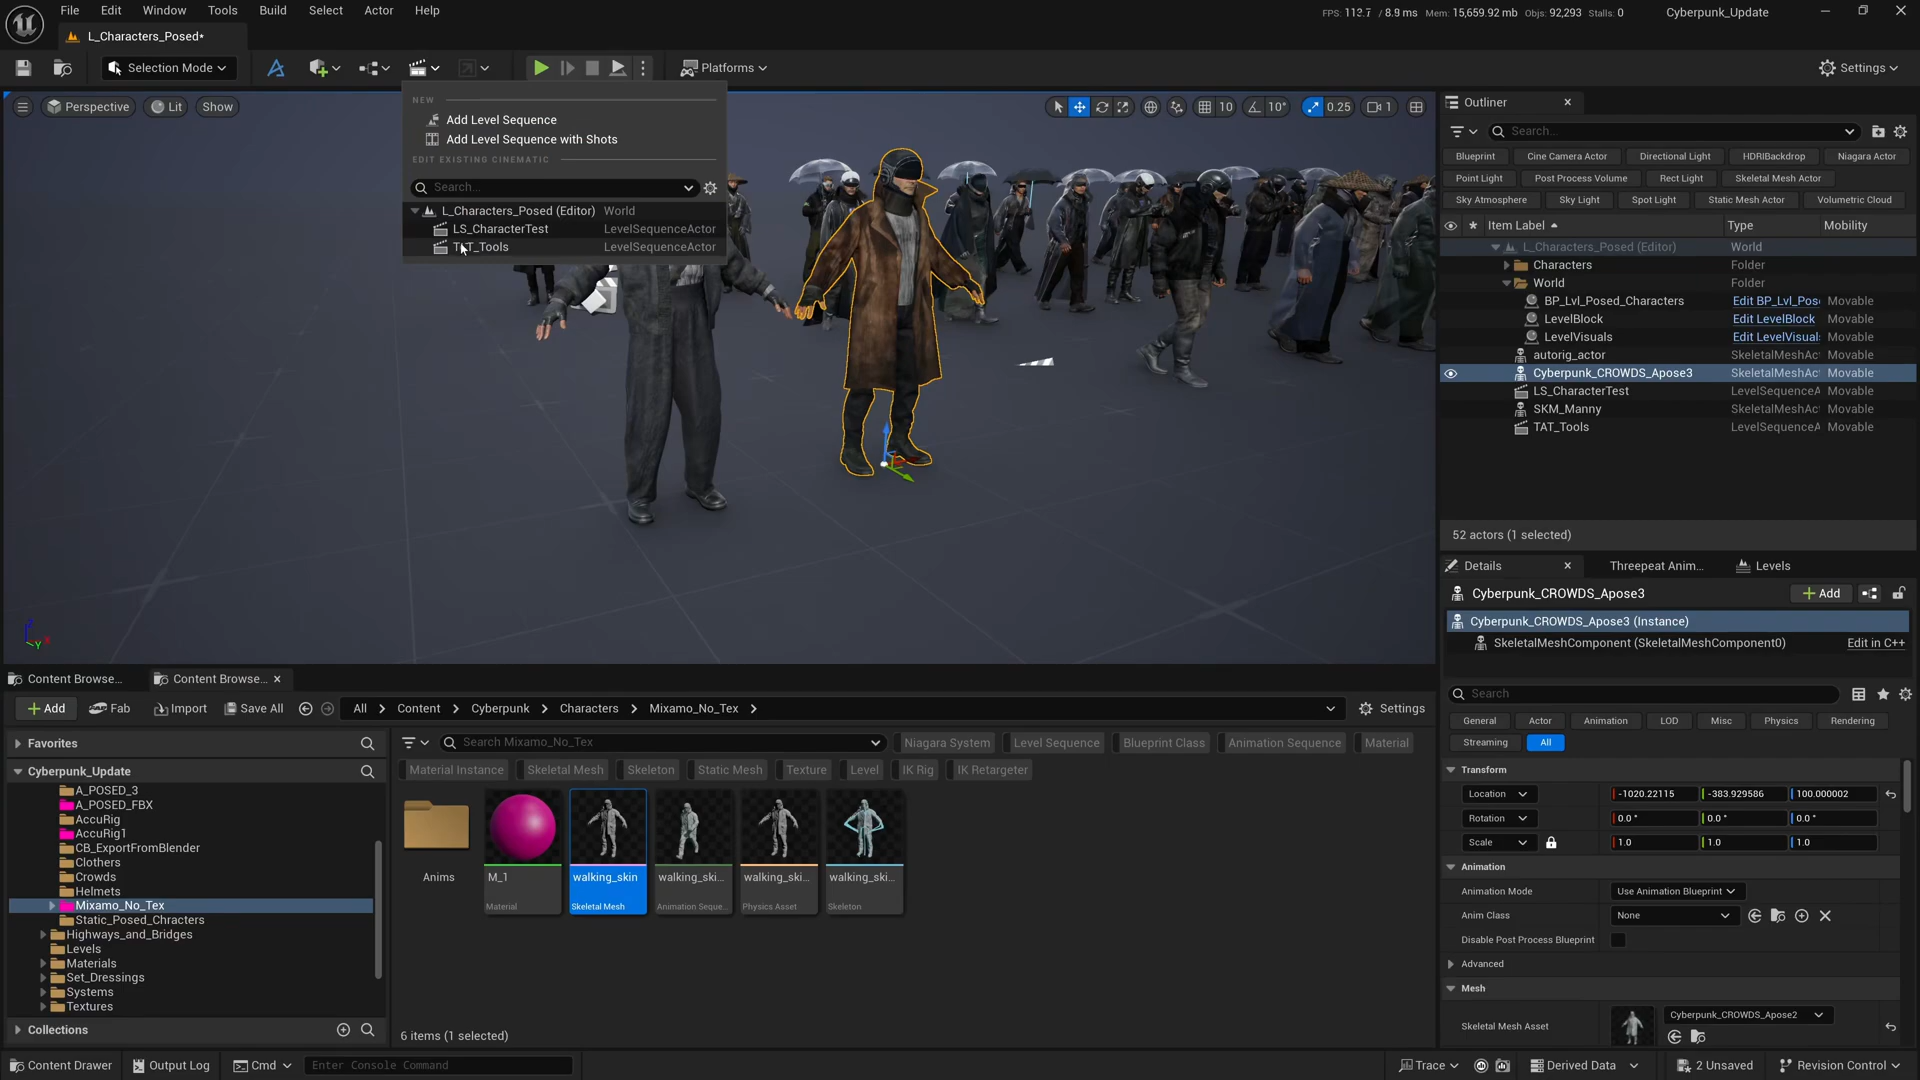 File Edit Window Tools Build Select Actor Help
FPS: 112.7 / 8.9 ms Mem: 15,659.92 mb Objs: 92,293 Stalls: 0
Cyberpunk_Update
L_Characters_Posed*
Selection Mode
Platforms
Settings
Perspective Lit Show
10 10° 0.25 1
NEW
Add Level Sequence
Add Level Sequence with Shots
EDIT EXISTING CINEMATIC
Search...
L_Characters_Posed (Editor) World
LS_CharacterTest LevelSequenceActor
TAT_Tools LevelSequenceActor
Outliner
Search...
Blueprint Cine Camera Actor Directional Light HDRIBackdrop Niagara Actor
Point Light Post Process Volume Rect Light Skeletal Mesh Actor
Sky Atmosphere Sky Light Spot Light Static Mesh Actor Volumetric Cloud
Item Label Type Mobility
L_Characters_Posed (Editor) World
Characters Folder
World Folder
BP_Lvl_Posed_Characters Edit BP_Lvl_Pos Movable
LevelBlock Edit LevelBlock Movable
LevelVisuals Edit LevelVisual Movable
autorig_actor SkeletalMeshAc Movable
Cyberpunk_CROWDS_Apose3 SkeletalMeshAc Movable
LS_CharacterTest LevelSequenceA Movable
SKM_Manny SkeletalMeshAc Movable
TAT_Tools LevelSequenceA Movable
52 actors (1 selected)
Details Threepeat Anim... Levels
Cyberpunk_CROWDS_Apose3 Add
Cyberpunk_CROWDS_Apose3 (Instance)
SkeletalMeshComponent (SkeletalMeshComponent0) Edit in C++
Search
General Actor Animation LOD Misc Physics Rendering
Streaming All
Transform
Location -1020.22115 -383.929586 100.000002
Rotation 0.0 ° 0.0 ° 0.0 °
Scale 1.0 1.0 1.0
Animation
Animation Mode Use Animation Blueprint
Anim Class None
Disable Post Process Blueprint
Advanced
Mesh
Skeletal Mesh Asset Cyberpunk_CROWDS_Apose2
Content Browse... Content Browse...
Add Fab Import Save All All Content Cyberpunk Characters Mixamo_No_Tex Settings
Favorites
Cyberpunk_Update
A_POSED_3
A_POSED_FBX
AccuRig
AccuRig1
CB_ExportFromBlender
Clothers
Crowds
Helmets
Mixamo_No_Tex
Static_Posed_Chracters
Highways_and_Bridges
Levels
Materials
Set_Dressings
Systems
Textures
Collections
Search Mixamo_No_Tex
Niagara System Level Sequence Blueprint Class Animation Sequence Material
Material Instance Skeletal Mesh Skeleton Static Mesh Texture Level IK Rig IK Retargeter
Anims
M_1
Material
walking_skin
Skeletal Mesh
walking_ski...
Animation Seque...
walking_ski...
Physics Asset
walking_ski...
Skeleton
6 items (1 selected)
Content Drawer Output Log Cmd Enter Console Command
Trace Derived Data 2 Unsaved Revision Control
X
Y
Z